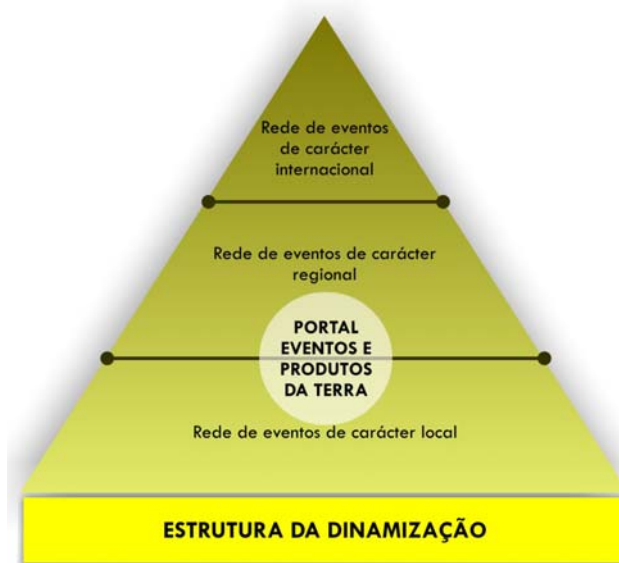 Rede de eventos
de carácter
internacional
Rede de eventos de carácter
regional
PORTAL
EVENTOS E
PRODUTOS
DA TERRA
Rede de eventos de carácter local
ESTRUTURA DA DINAMIZAÇÃO